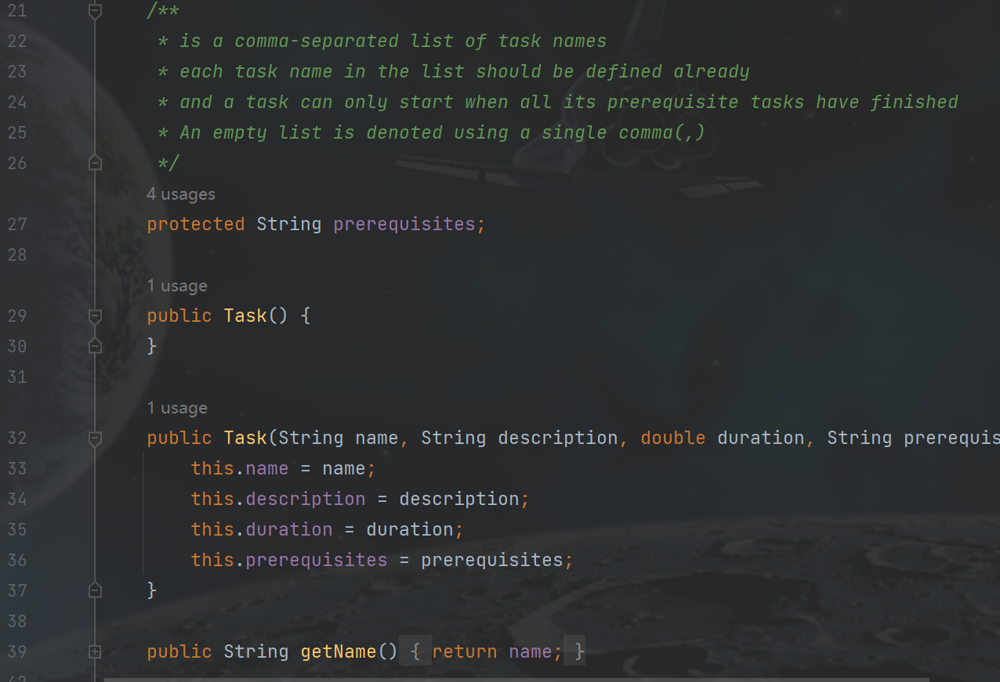 21 /**
22 * is a comma-separated list of task names
23 * each task name in the list should be defined already
24 * and a task can only start when all its prerequisite tasks have finished
25 * An empty list is denoted using a single comma(,)
26 */
4 usages
27 protected String prerequisites;
28
1 usage
29 public Task() {
30 }
31
1 usage
32 public Task(String name, String description, double duration, String prerequis
33 this.name = name;
34 this.description = description;
35 this.duration = duration;
36 this.prerequisites = prerequisites;
37 }
38
39 public String getName() { return name; }